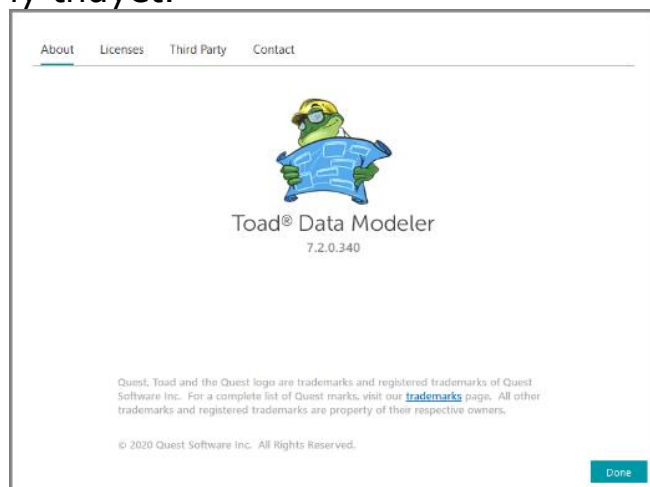 lý thuyết.
About Licenses Third Party Contact
Toad® Data Modeler
7.2.0.340
Quest, Toad and the Quest logo are trademarks and registered trademarks of Quest
Software Inc. For a complete list of Quest marks, visit our trademarks page. All other
trademarks and registered trademarks are property of their respective owners.
© 2020 Quest Software Inc. All Rights Reserved.
Done